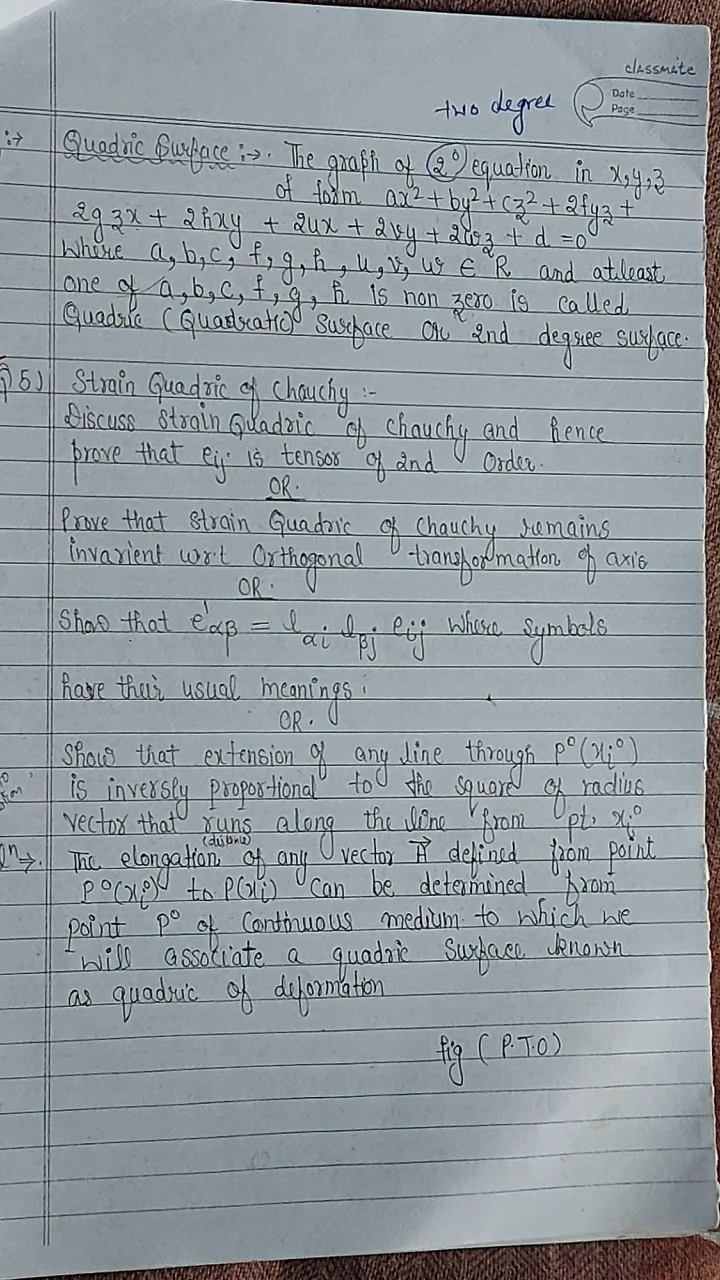 classmate
Date
Page
two degree
:→ Quadric Surface :→. The graph of (2°) equation in x,y,z
of form ax² + by² + cz² + 2fyz +
2gzx + 2hxy + 2ux + 2vy + 2wz + d = 0
Where a, b, c, f, g, h, u, v, w ∈ R and atleast
one of a, b, c, f, g, h is non zero is called
Quadric (Quadratic) Surface or 2nd degree surface.
Q5) Strain Quadric of Chauchy :-
Discuss Strain Quadric of Chauchy and hence
prove that eij is tensor of 2nd Order.
OR.
Prove that Strain Quadric of Chauchy remains
invarient wrt Orthogonal transformation of axis
OR.
Show that e'αβ = lαi lβj eij where symbols
have their usual meanings.
OR.
Show that extension of any line through P°(xi°)
is inversly proportional to the square of radius
vector that runs along the line from pt. xi°
(distance)
The elongation of any vector A⃗ defined from point
P°(xi°) to P(xi) can be determined from
point P° of continuous medium to which we
will associate a quadric surface known
as quadric of deformation
fig (P.T.O)